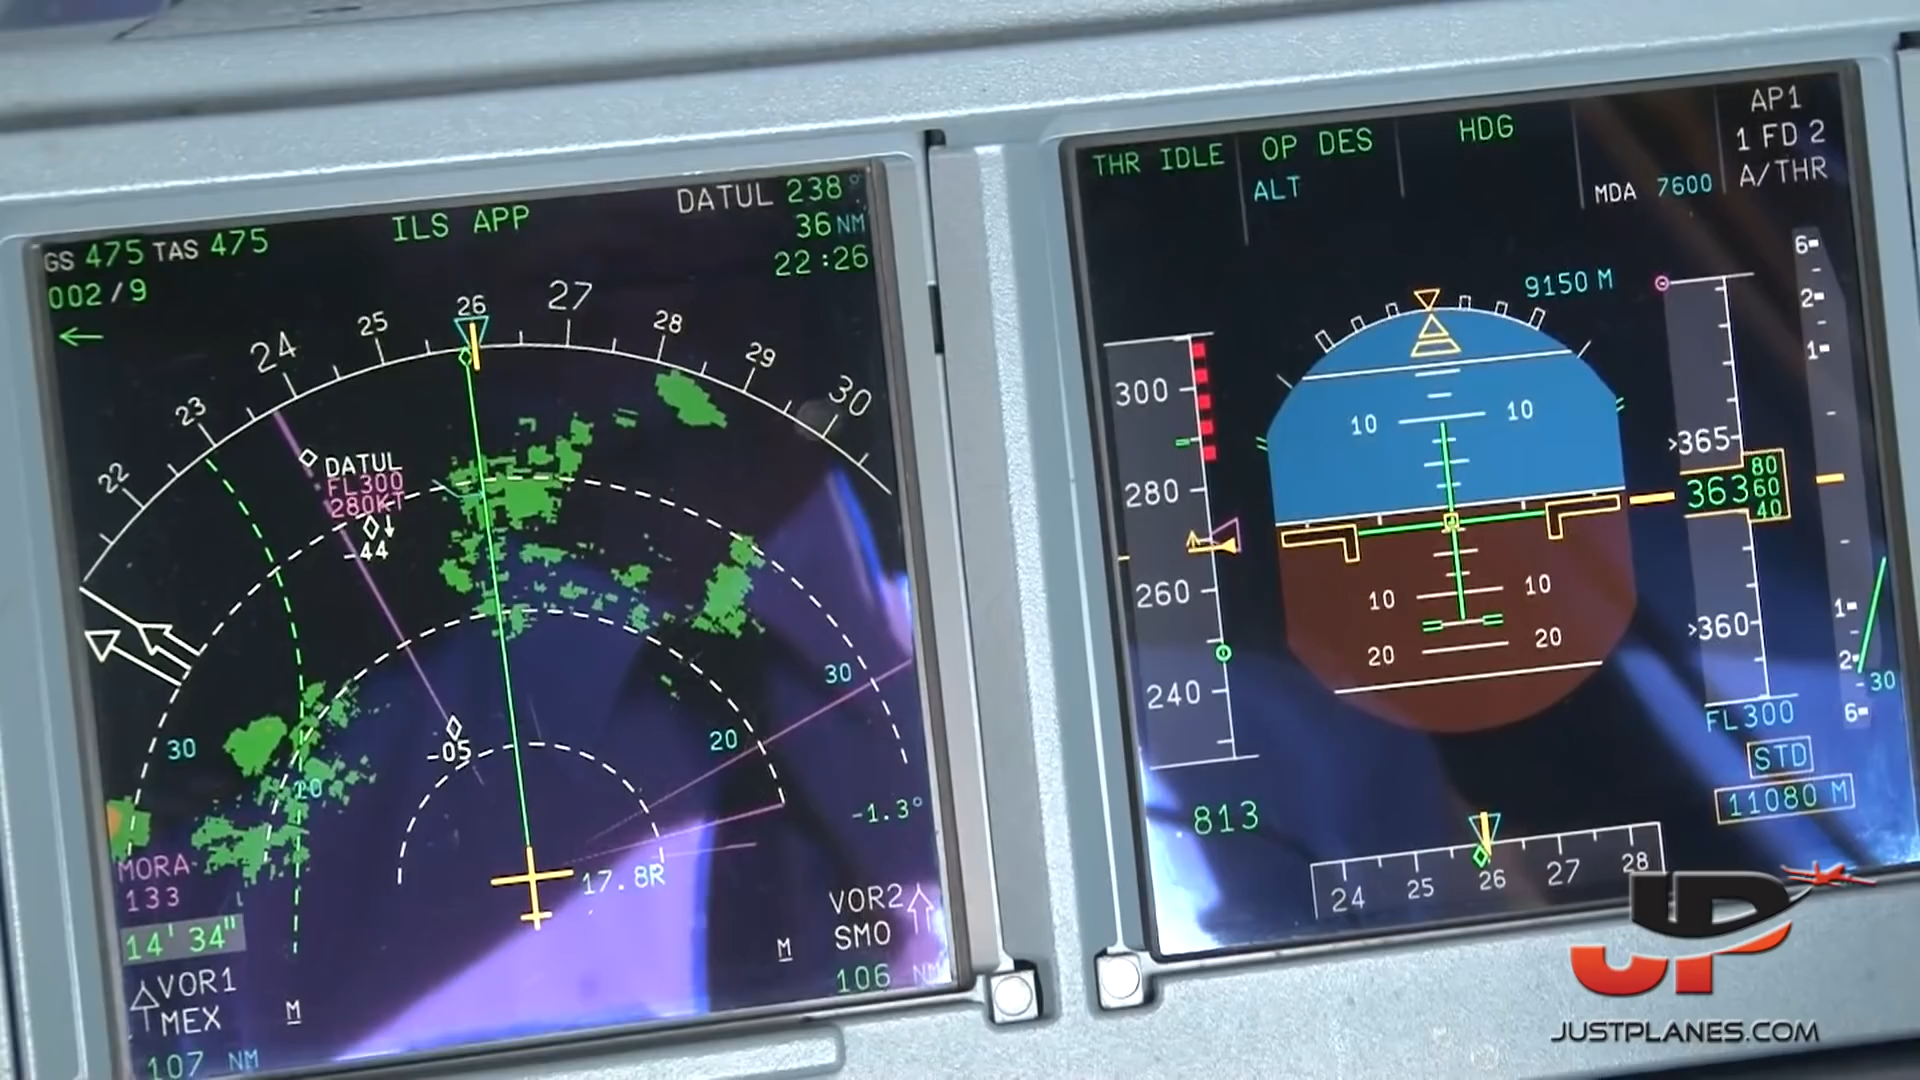 GS 475 TAS 475
ILS APP
DATUL 238°
002/9
36 NM
22:26
22
23
24
25
26
27
28
29
30
DATUL
FL300
280KT
-44
-05
30
20
20
30
-1.3°
17.8R
MORA
133
14' 34"
VOR1
MEX
107 NM
M
M
VOR2
SMO
106 NM
THR IDLE
OP DES
HDG
AP1
ALT
1 FD 2
MDA 7600
A/THR
9150 M
300
280
260
240
813
10 10
10 10
20 20
>365
363
80
60
40
>360
FL300
STD
11080 M
6
2
1
1
2
30
6
24 25 26 27 28
JP
JUSTPLANES.COM